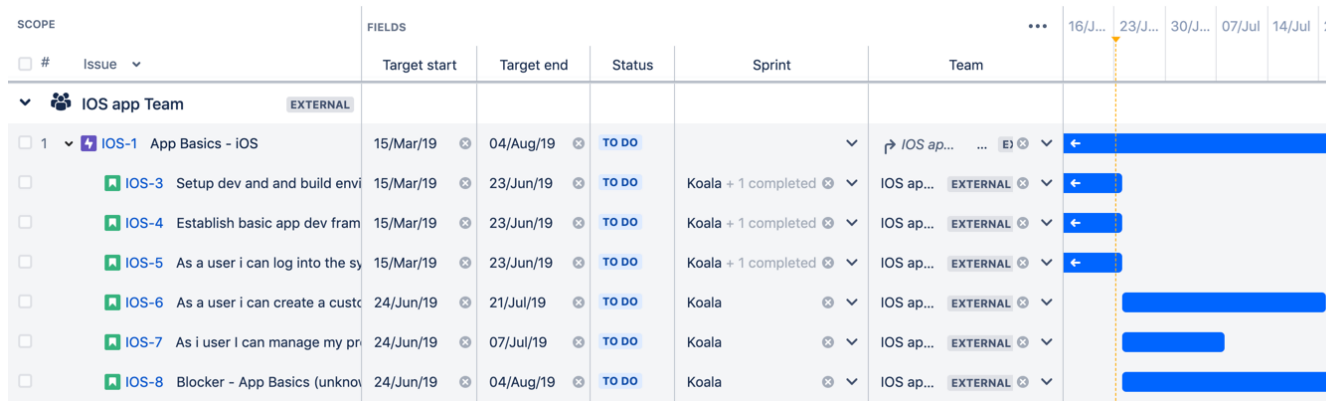 SCOPE
FIELDS ••• 16/J... 23/J... 30/J... 07/Jul 14/Jul
# Issue Target start Target end Status Sprint Team
IOS app Team EXTERNAL
1 IOS-1 App Basics - iOS 15/Mar/19 04/Aug/19 TO DO IOS ap... ...
IOS-3 Setup dev and and build envi 15/Mar/19 23/Jun/19 TO DO Koala + 1 completed IOS ap... EXTERNAL
IOS-4 Establish basic app dev fram 15/Mar/19 23/Jun/19 TO DO Koala + 1 completed IOS ap... EXTERNAL
IOS-5 As a user i can log into the sy 15/Mar/19 23/Jun/19 TO DO Koala + 1 completed IOS ap... EXTERNAL
IOS-6 As a user i can create a custo 24/Jun/19 21/Jul/19 TO DO Koala IOS ap... EXTERNAL
IOS-7 As i user I can manage my pr 24/Jun/19 07/Jul/19 TO DO Koala IOS ap... EXTERNAL
IOS-8 Blocker - App Basics (unknow 24/Jun/19 04/Aug/19 TO DO Koala IOS ap... EXTERNAL